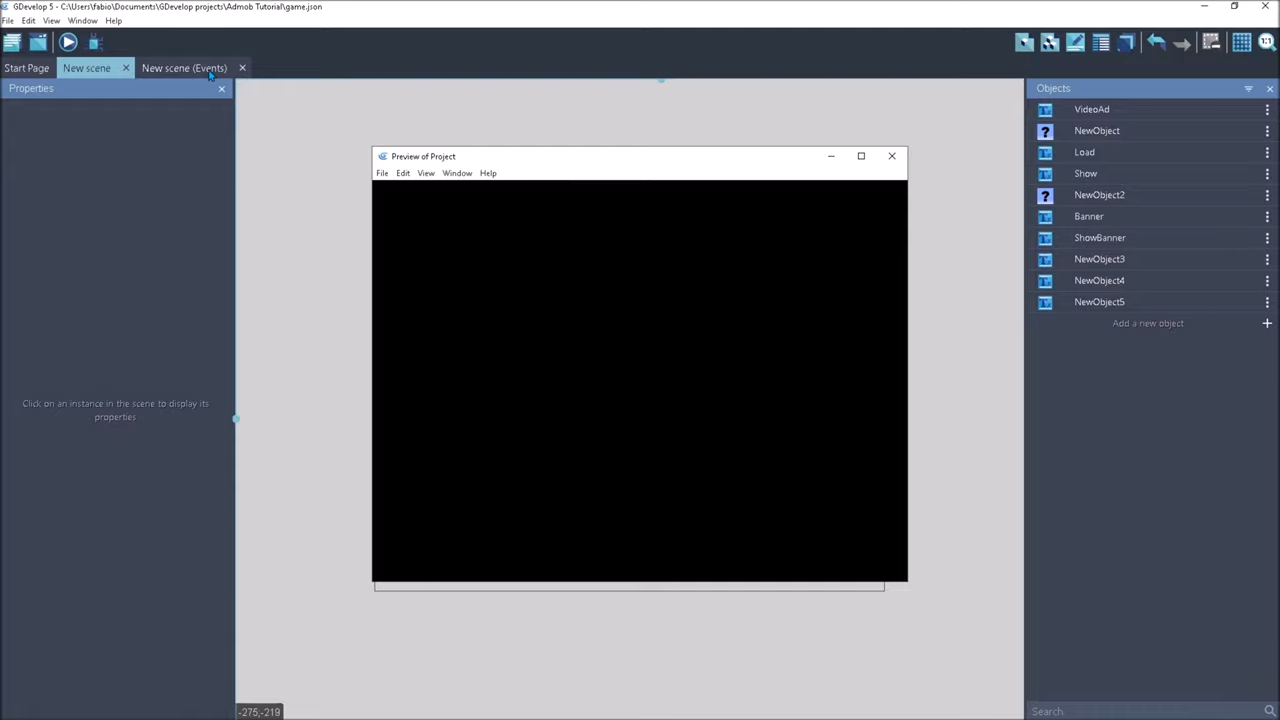 GDevelop 5 - C:\Users\fabio\Documents\GDevelop projects\Admob Tutorial\game.json
File Edit View Window Help
1:1
Start Page New scene New scene (Events)
Properties
Click on an instance in the scene to display its
properties
-275;-219
Preview of Project
File Edit View Window Help
Objects
VideoAd
NewObject
Load
Show
NewObject2
Banner
ShowBanner
NewObject3
NewObject4
NewObject5
Add a new object
Search